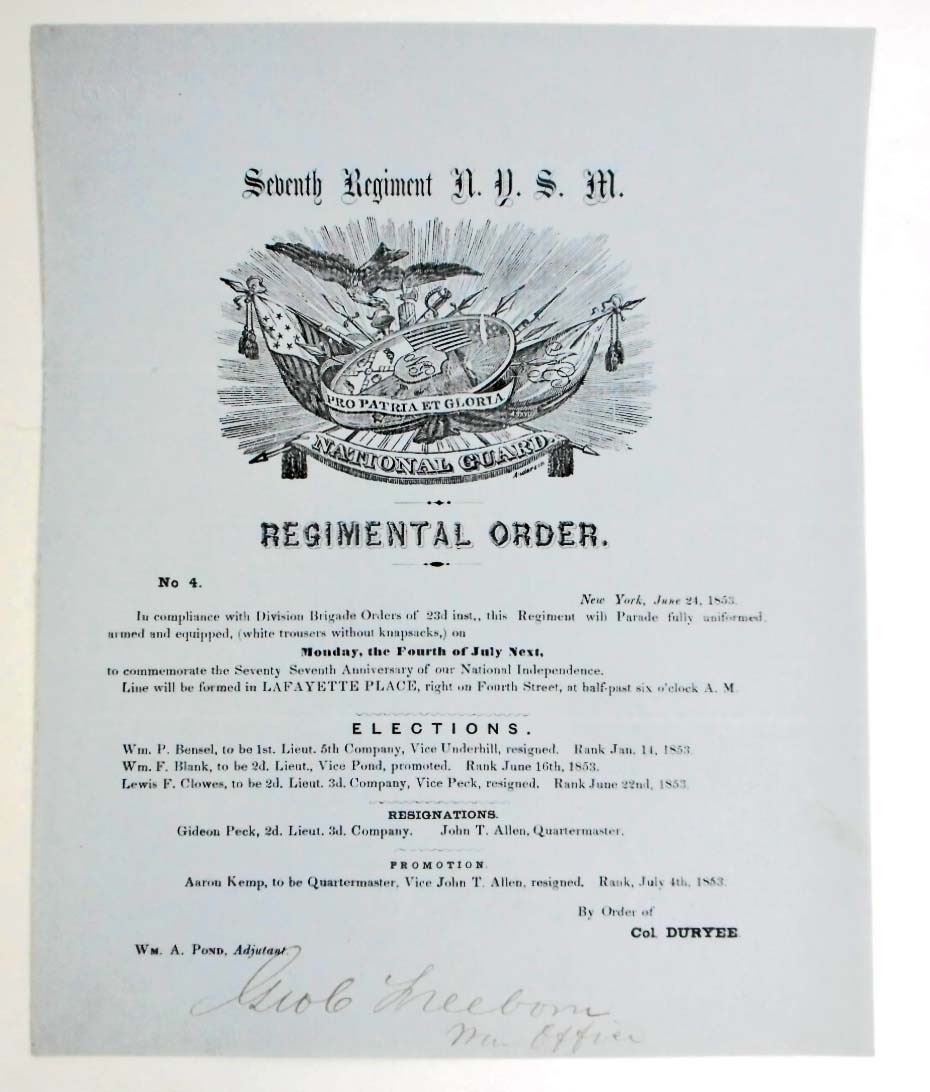 Seventh Regiment N. Y. S. M.
PRO PATRIA ET GLORIA
NATIONAL GUARD.
REGIMENTAL ORDER.
No 4.
New York, June 24, 1853.
In compliance with Division Brigade Orders of 23d inst,, this Regiment will Parade fully uniformed,
armed and equipped, (white trousers without knapsacks,) on
Monday, the Fourth of July Next,
to commemorate the Seventy Seventh Anniversary of our National Independence.
Line will be formed in LAFAYETTE PLACE, right on Fourth Street, at half-past six o'clock A. M.
ELECTIONS.
Wm. P. Bensel, to be 1st. Lieut. 5th Company, Vice Underhill, resigned. Rank Jan. 14, 1853.
Wm. F. Blank, to be 2d. Lieut., Vice Pond, promoted. Rank June 16th, 1853.
Lewis F. Clowes, to be 2d. Lieut. 3d. Company, Vice Peck, resigned. Rank June 22nd, 1853.
RESIGNATIONS.
Gideon Peck, 2d. Lieut. 3d. Company. John T. Allen, Quartermaster.
PROMOTION.
Aaron Kemp, to be Quartermaster, Vice John T. Allen, resigned. Rank, July 4th, 1853.
By Order of
Col. DURYEE.
Wm. A. Pond, Adjutant.
Geo C Freeborn